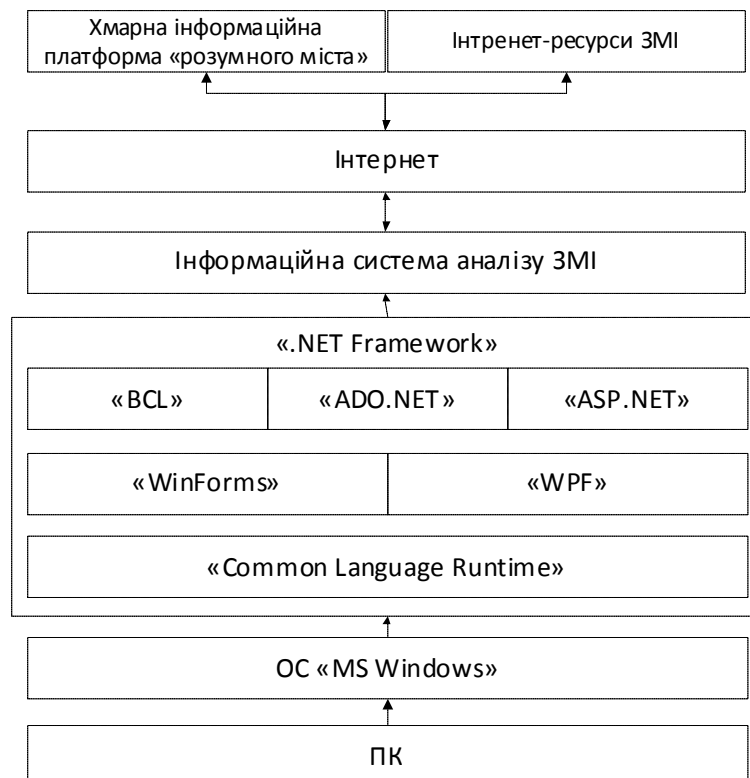 Хмарна інформаційна
платформа «розумного міста»
Інтренет-ресурси ЗМІ
Інтернет
Інформаційна система аналізу ЗМІ
«.NET Framework»
«BCL»
«ADO.NET»
«ASP.NET»
«WinForms»
«WPF»
«Common Language Runtime»
ОС «MS Windows»
ПК